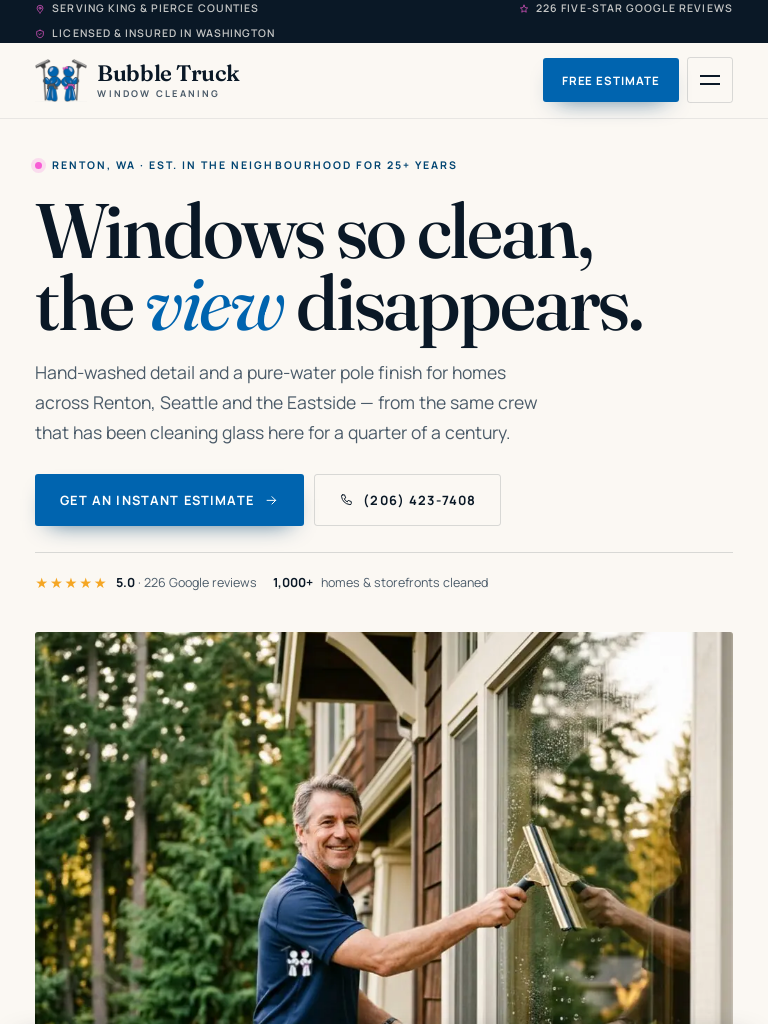 SERVING KING & PIERCE COUNTIES
226 FIVE-STAR GOOGLE REVIEWS
LICENSED & INSURED IN WASHINGTON
Bubble Truck
WINDOW CLEANING
FREE ESTIMATE
RENTON, WA · EST. IN THE NEIGHBOURHOOD FOR 25+ YEARS
Windows so clean,
the view disappears.
Hand-washed detail and a pure-water pole finish for homes
across Renton, Seattle and the Eastside — from the same crew
that has been cleaning glass here for a quarter of a century.
GET AN INSTANT ESTIMATE →
(206) 423-7408
★★★★★ 5.0 · 226 Google reviews 1,000+ homes & storefronts cleaned